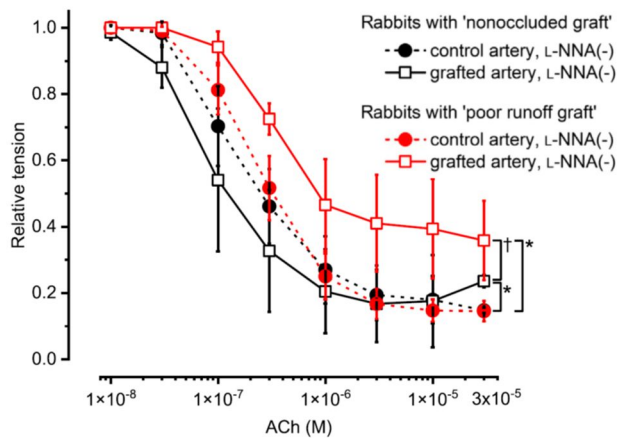 Rabbits with 'nonoccluded graft'
control artery, L-NNA(-)
grafted artery, L-NNA(-)
Rabbits with 'poor runoff graft'
control artery, L-NNA(-)
grafted artery, L-NNA(-)
Relative tension
1.0
0.8
0.6
0.4
0.2
0.0
† *
*
1×10⁻⁸ 1×10⁻⁷ 1×10⁻⁶ 1×10⁻⁵ 3x10⁻⁵
ACh (M)